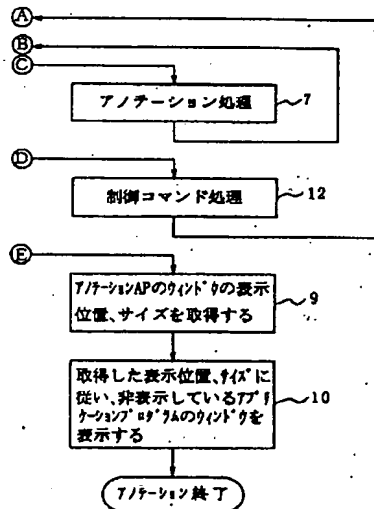 Ⓐ
Ⓑ
Ⓒ
アノテーション処理
7
Ⓓ
制御コマンド処理
12
Ⓔ
ｱﾉﾃｰｼｮﾝAPのウィンドウの表示
位置、サイズを取得する
9
取得した表示位置、ｻｲｽﾞに
従い、非表示しているｱﾌﾟﾘ
ｹｰｼｮﾝﾌﾟﾛｸﾞﾗﾑのウィンドウを
表示する
10
ｱﾉﾃｰｼｮﾝ終了